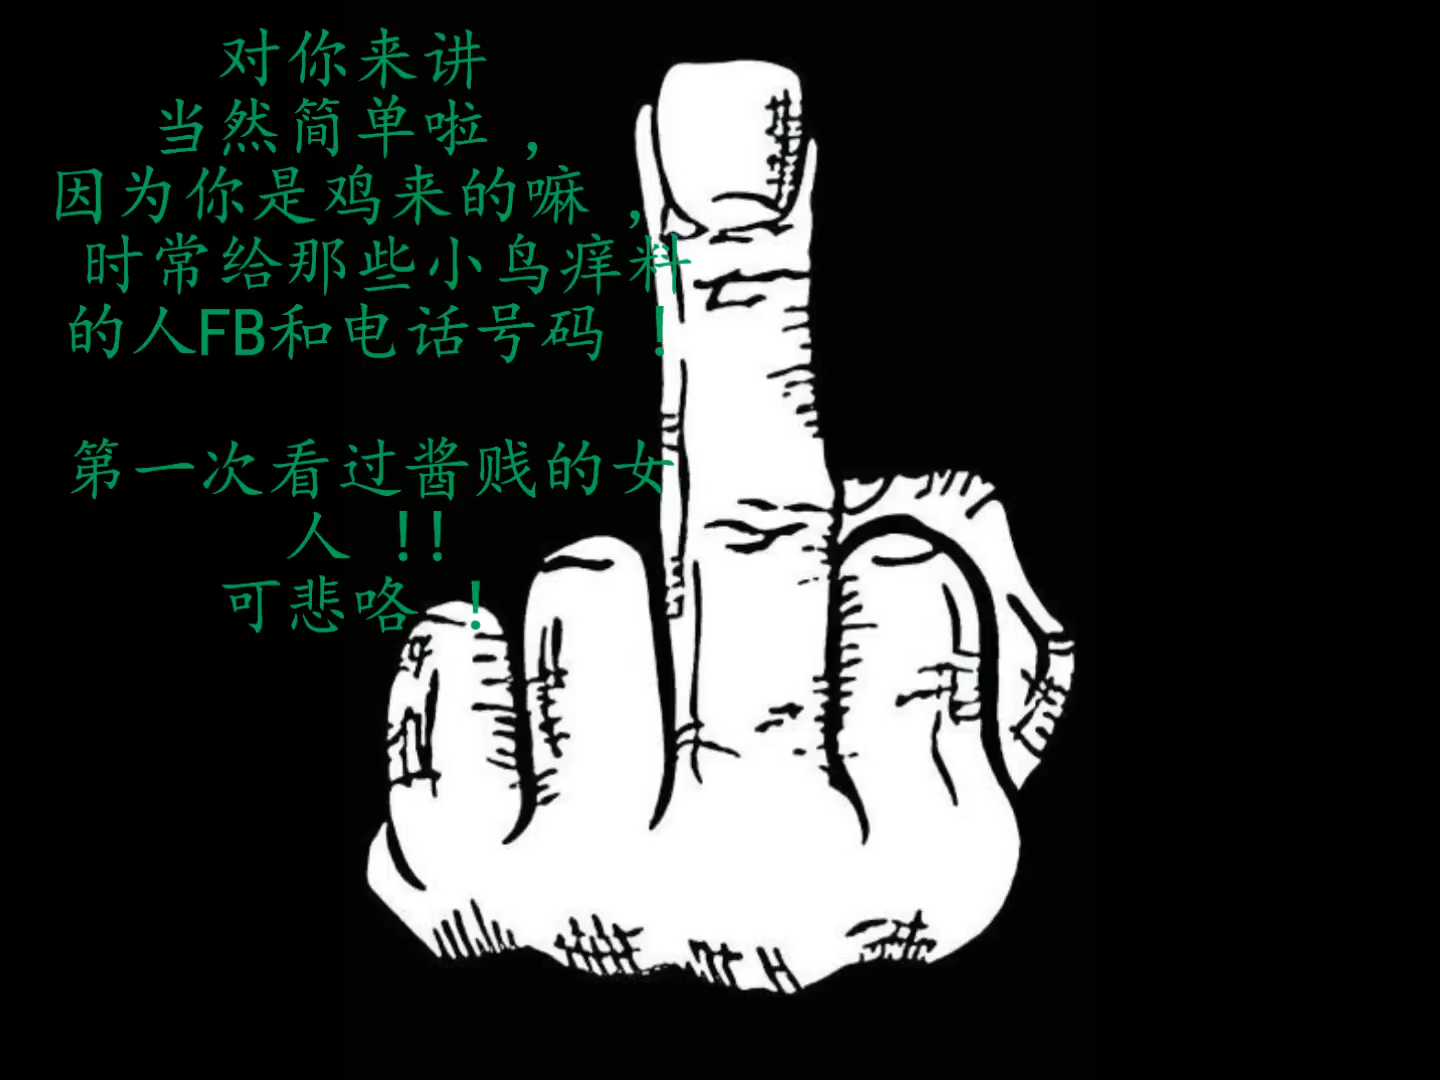 对你来讲
当然简单啦 ，
因为你是鸡来的嘛 ，
时常给那些小鸟痒料
的人FB和电话号码 ！
第一次看过酱贱的女
人 ！！
可悲咯 ！